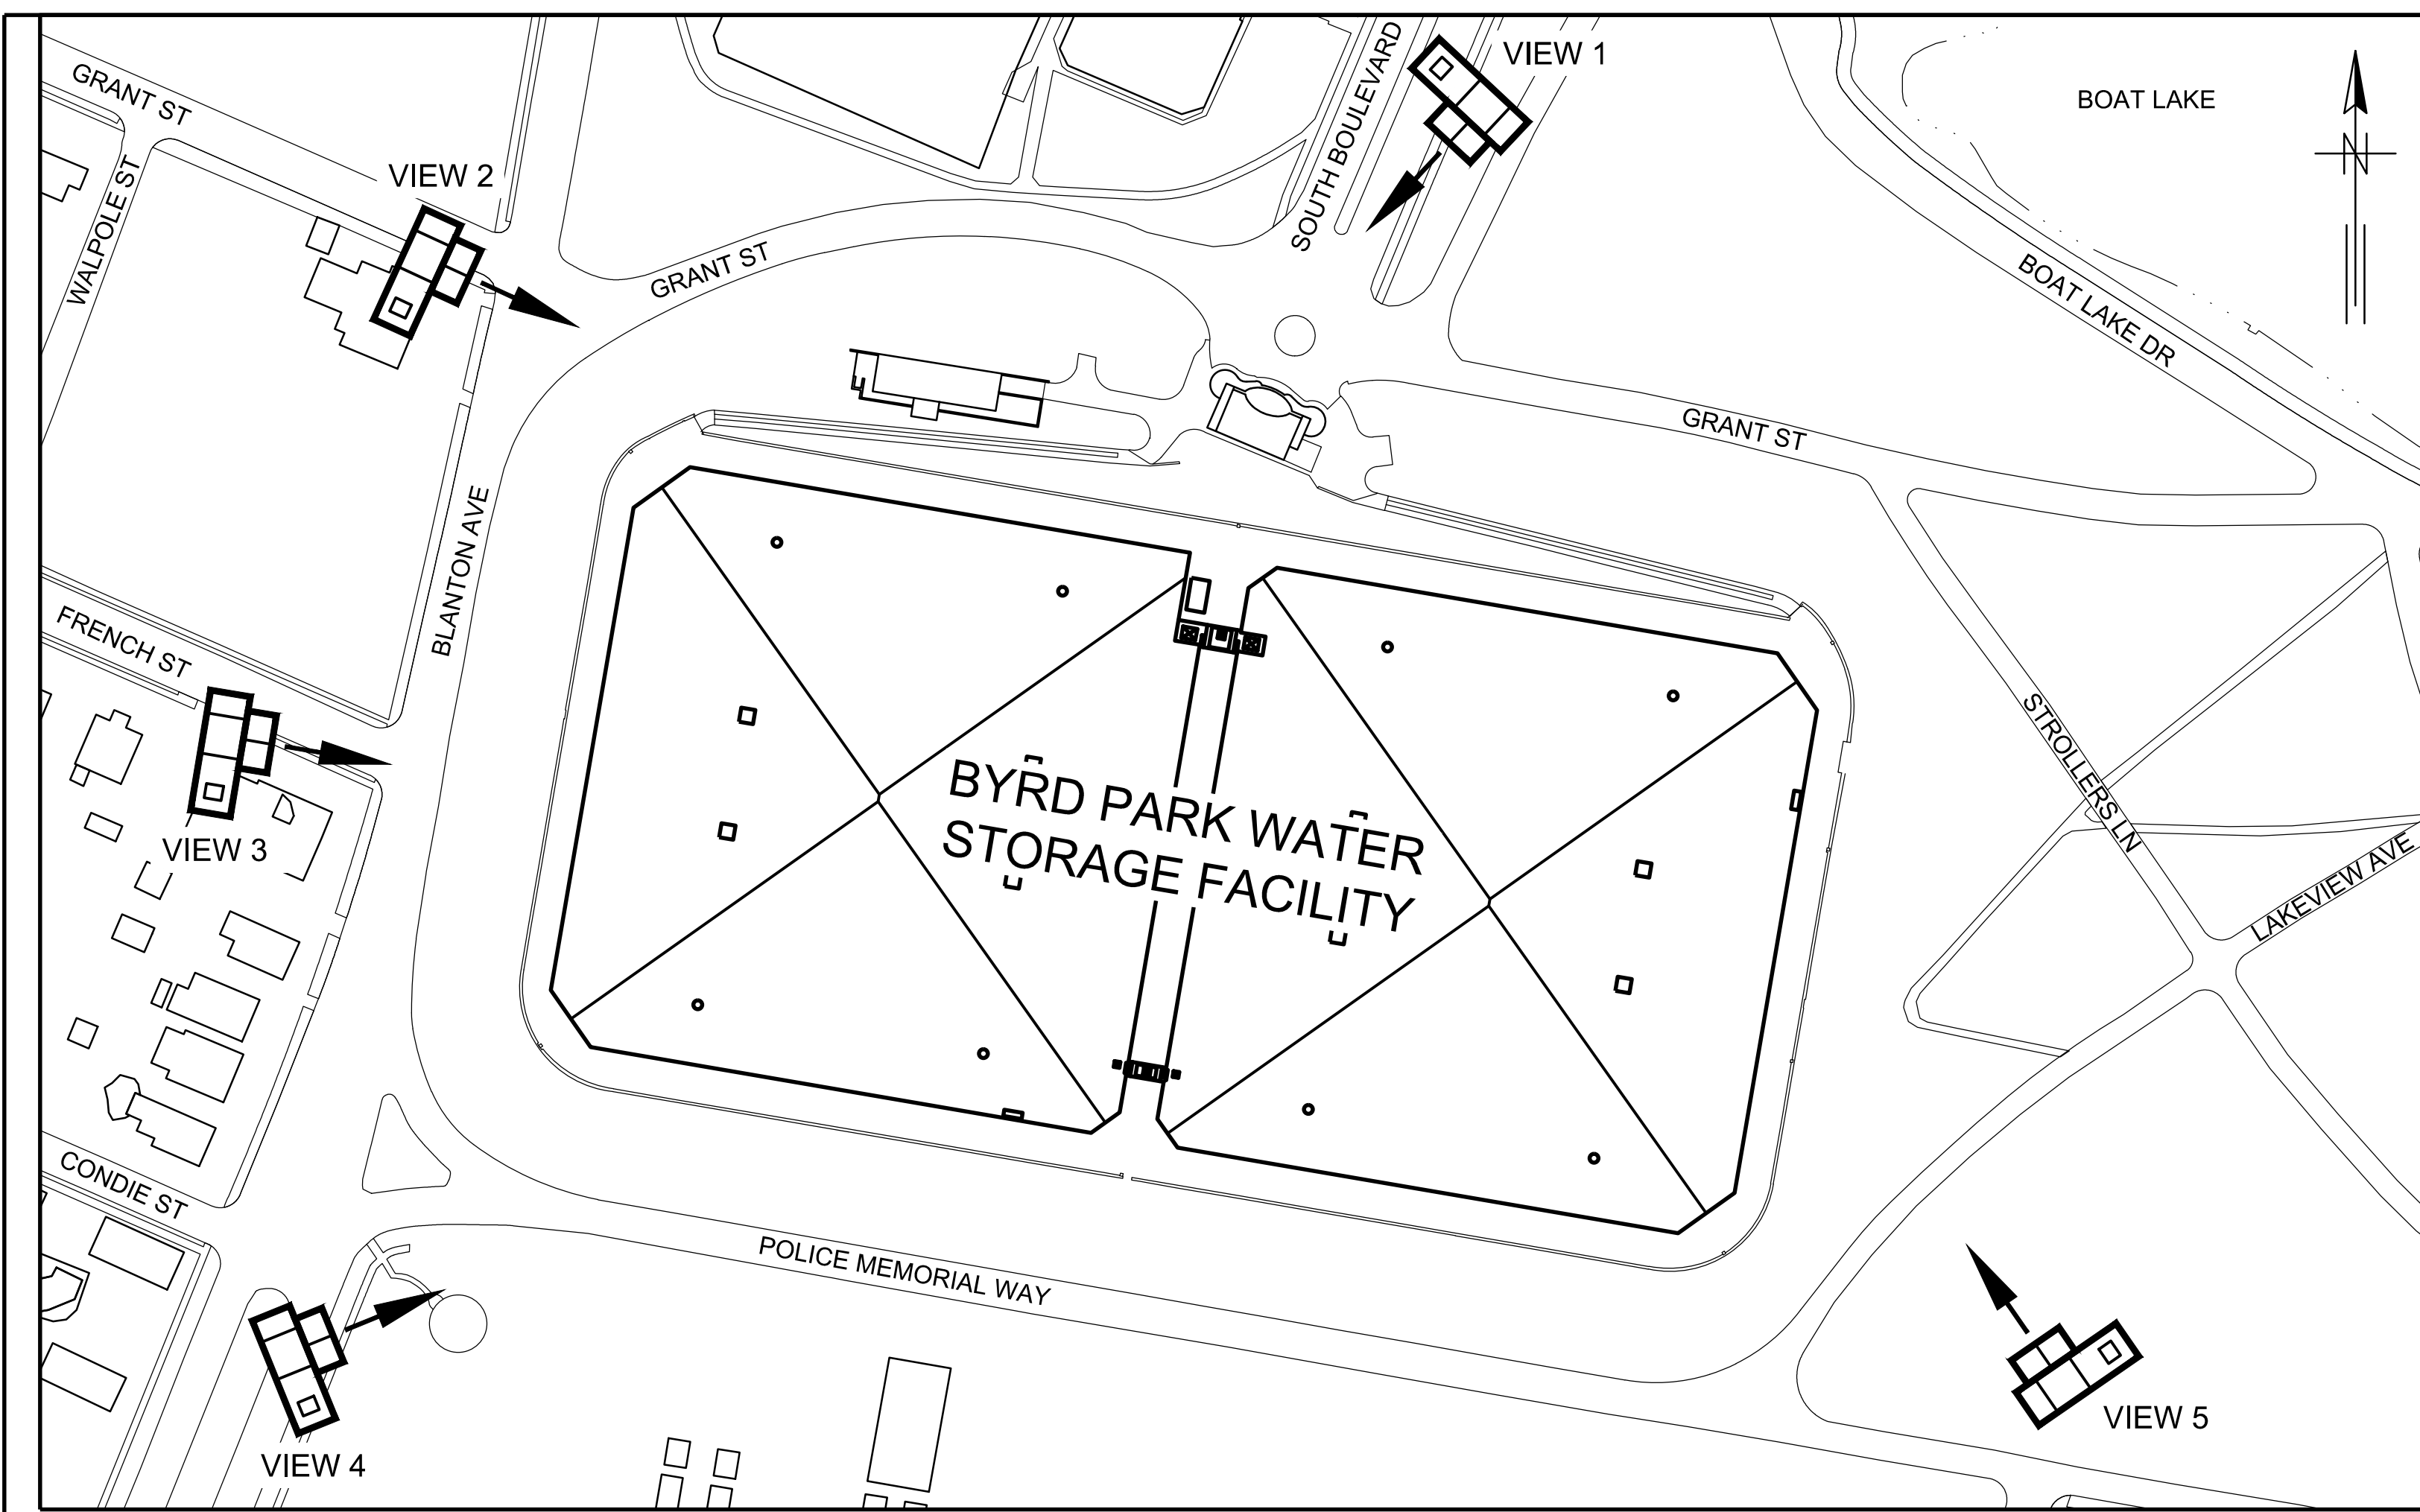 VIEW 1
GRANT ST
BOAT LAKE
SOUTH BOULEVARD
VIEW 2
WALPOLE ST
N
GRANT ST
BOAT LAKE DR
GRANT ST
BLANTON AVE
FRENCH ST
STROLLERS LN
BYRD PARK WATER
STORAGE FACILITY
VIEW 3
LAKEVIEW AVE
CONDIE ST
POLICE MEMORIAL WAY
VIEW 5
VIEW 4